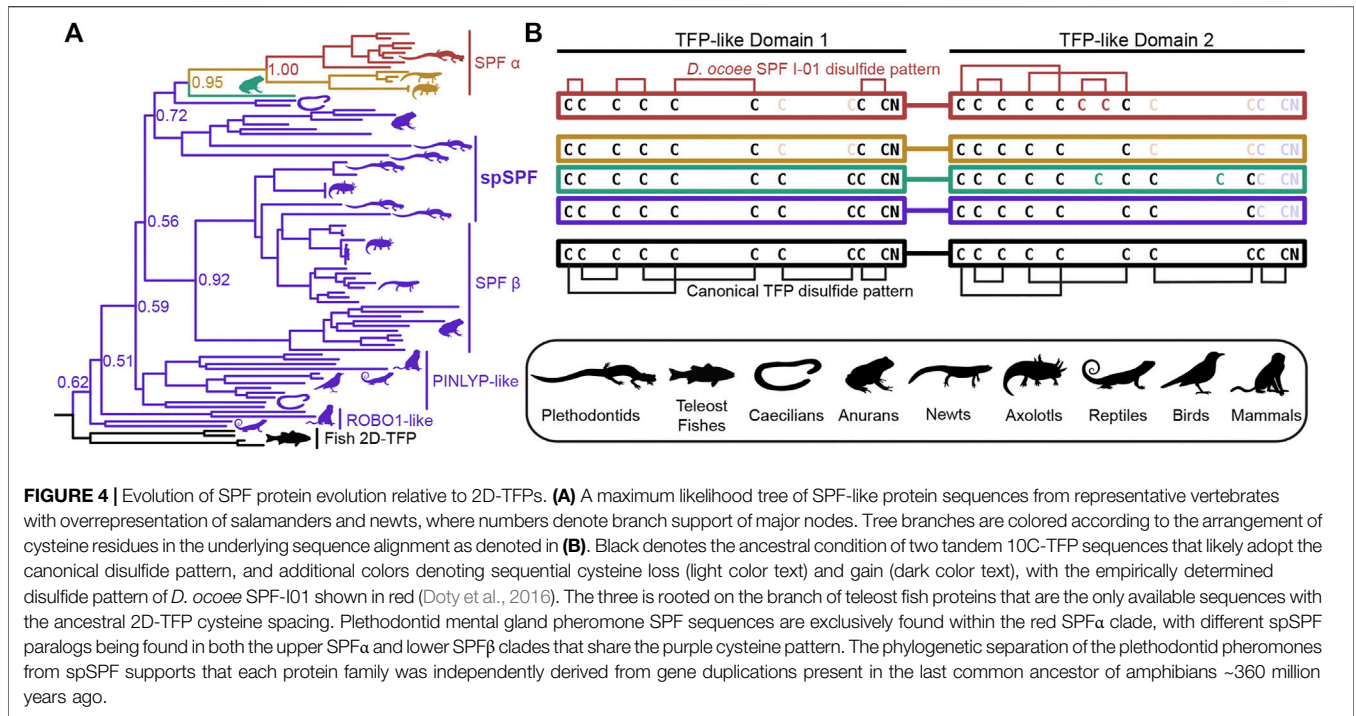 A
1.00
0.95
0.72
0.56
0.92
0.59
0.51
0.62
SPF α
spSPF
SPF β
PINLYP-like
ROBO1-like
Fish 2D-TFP
B
TFP-like Domain 1
TFP-like Domain 2
D. ocoee SPF I-01 disulfide pattern
C C C C C C C C C CN C C C C C C C C C C C CN
C C C C C C C C C CN C C C C C C C C C CN
C C C C C C C C CN C C C C C C C C C C C CN
C C C C C C C C CN C C C C C C C C C CN
C C C C C C C C CN C C C C C C C C C CN
Canonical TFP disulfide pattern
Plethodontids
Teleost
Fishes
Caecilians
Anurans
Newts
Axolotls
Reptiles
Birds
Mammals
FIGURE 4 | Evolution of SPF protein evolution relative to 2D-TFPs. (A) A maximum likelihood tree of SPF-like protein sequences from representative vertebrates
with overrepresentation of salamanders and newts, where numbers denote branch support of major nodes. Tree branches are colored according to the arrangement of
cysteine residues in the underlying sequence alignment as denoted in (B). Black denotes the ancestral condition of two tandem 10C-TFP sequences that likely adopt the
canonical disulfide pattern, and additional colors denoting sequential cysteine loss (light color text) and gain (dark color text), with the empirically determined
disulfide pattern of D. ocoee SPF-I01 shown in red (Doty et al., 2016). The three is rooted on the branch of teleost fish proteins that are the only available sequences with
the ancestral 2D-TFP cysteine spacing. Plethodontid mental gland pheromone SPF sequences are exclusively found within the red SPFα clade, with different spSPF
paralogs being found in both the upper SPFα and lower SPFβ clades that share the purple cysteine pattern. The phylogenetic separation of the plethodontid pheromones
from spSPF supports that each protein family was independently derived from gene duplications present in the last common ancestor of amphibians ~360 million
years ago.